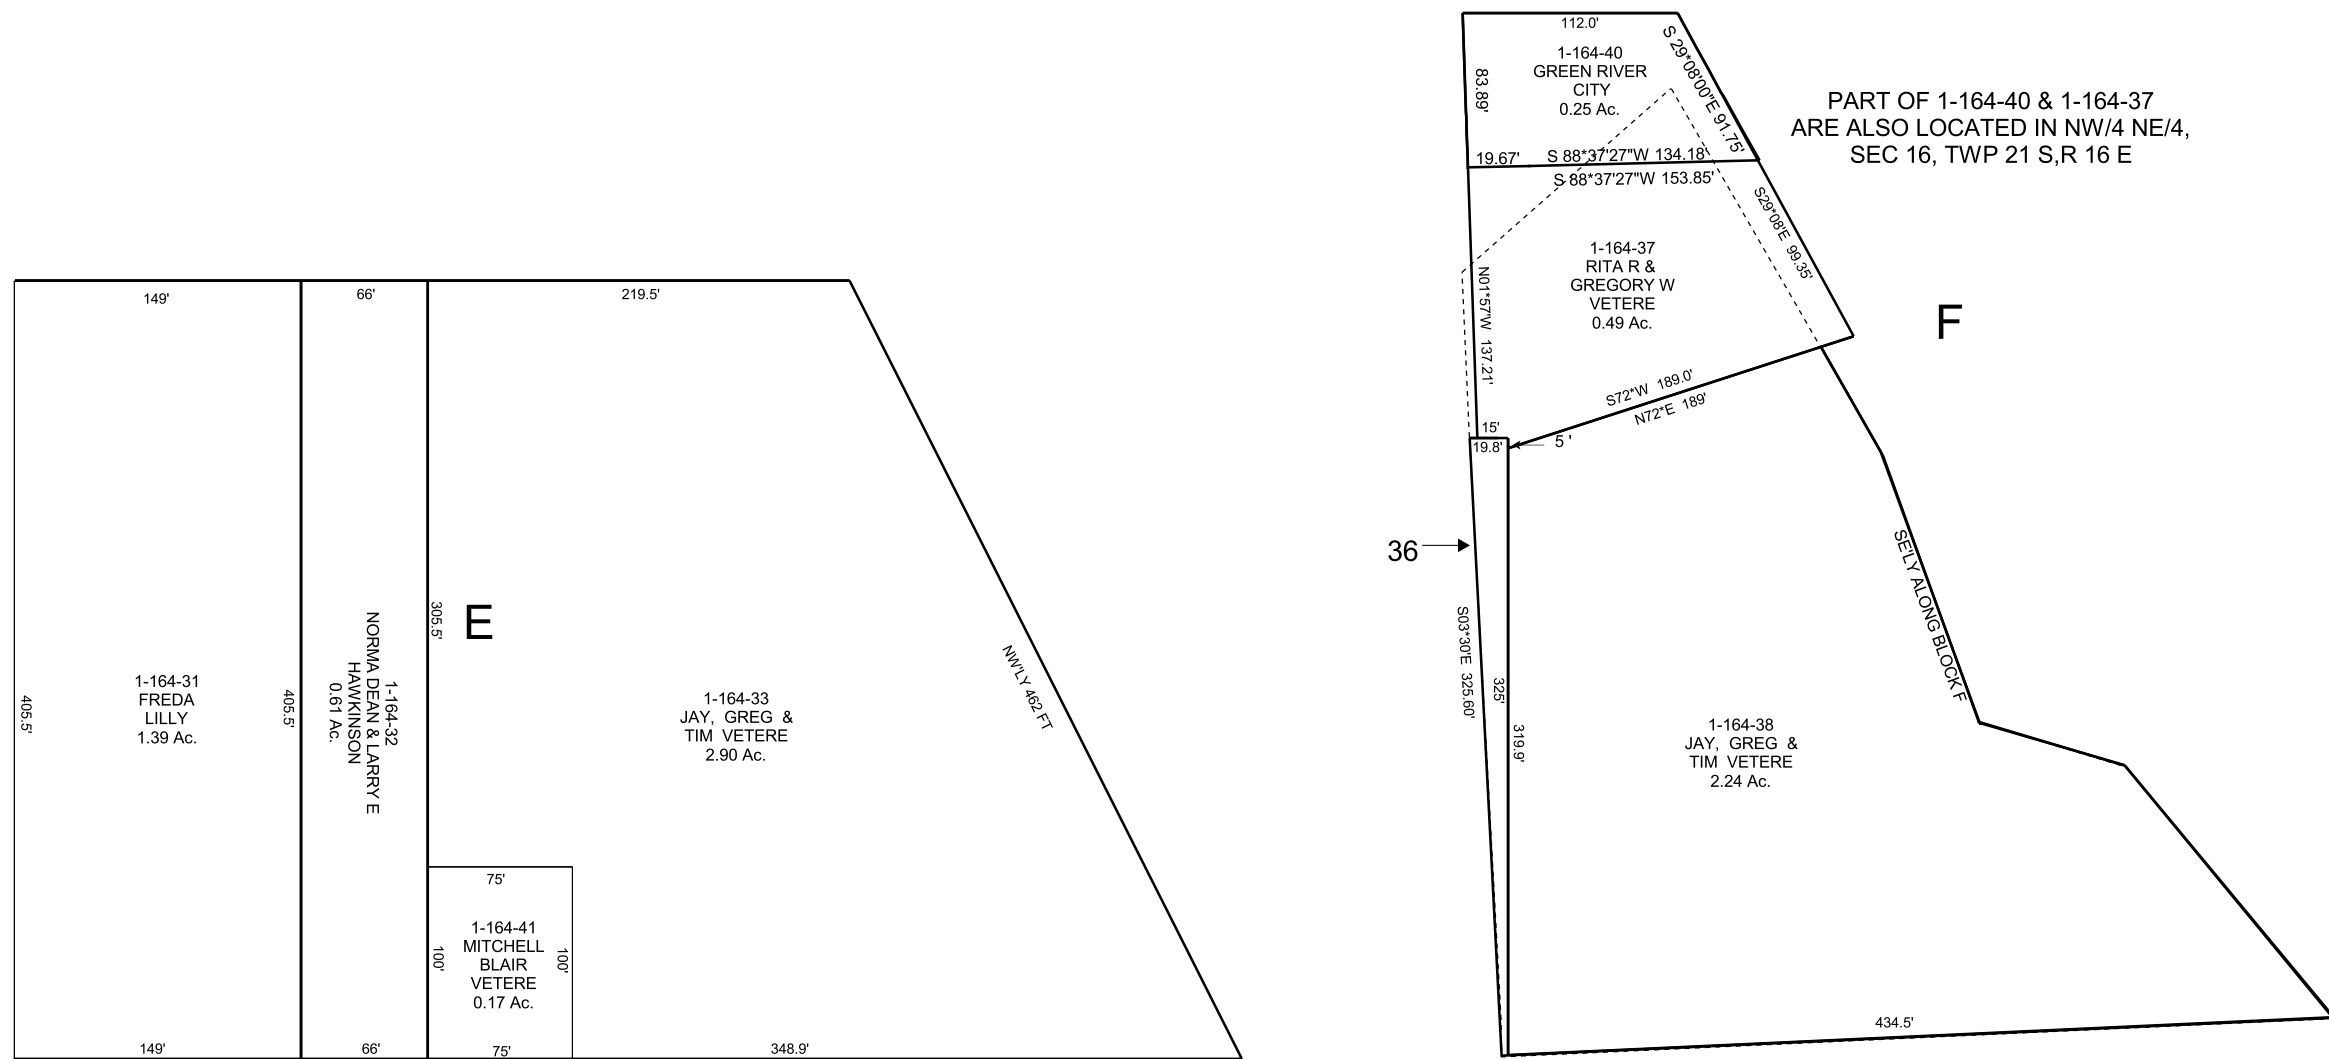 149'
66'
219.5'
405.5'
1-164-31
FREDA
LILLY
1.39 Ac.
405.5'
1-164-32
NORMA DEAN & LARRY E
HAWKINSON
0.61 Ac.
305.5'
E
1-164-33
JAY, GREG &
TIM VETERE
2.90 Ac.
NW'LY 462 FT
75'
1-164-41
MITCHELL
BLAIR
VETERE
0.17 Ac.
100'
100'
149'
66'
75'
348.9'
112.0'
1-164-40
GREEN RIVER
CITY
0.25 Ac.
83.89'
S 29*08'00"E 91.75'
19.67'
S 88*37'27"W 134.18'
S 88*37'27"W 153.85'
PART OF 1-164-40 & 1-164-37
ARE ALSO LOCATED IN NW/4 NE/4,
SEC 16, TWP 21 S,R 16 E
S29*08'E 99.35'
1-164-37
RITA R &
GREGORY W
VETERE
0.49 Ac.
N01*57'W 137.21'
F
S72*W 189.0'
N72*E 189'
15'
19.8'
5 '
36
S03*30'E 325.60'
325'
319.9'
1-164-38
JAY, GREG &
TIM VETERE
2.24 Ac.
SE'LY ALONG BLOCK F
434.5'